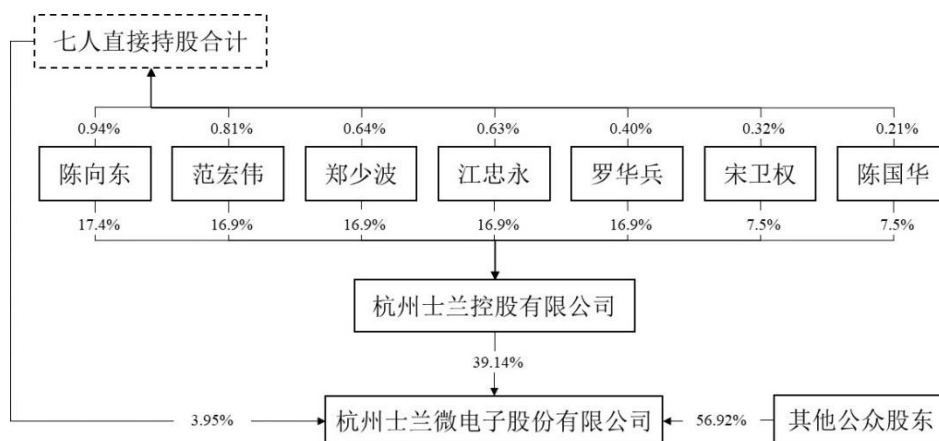 七人直接持股合计
0.94% 0.81% 0.64% 0.63% 0.40% 0.32% 0.21%
陈向东 范宏伟 郑少波 江忠永 罗华兵 宋卫权 陈国华
17.4% 16.9% 16.9% 16.9% 16.9% 7.5% 7.5%
杭州士兰控股有限公司
39.14%
3.95% 杭州士兰微电子股份有限公司 56.92% 其他公众股东